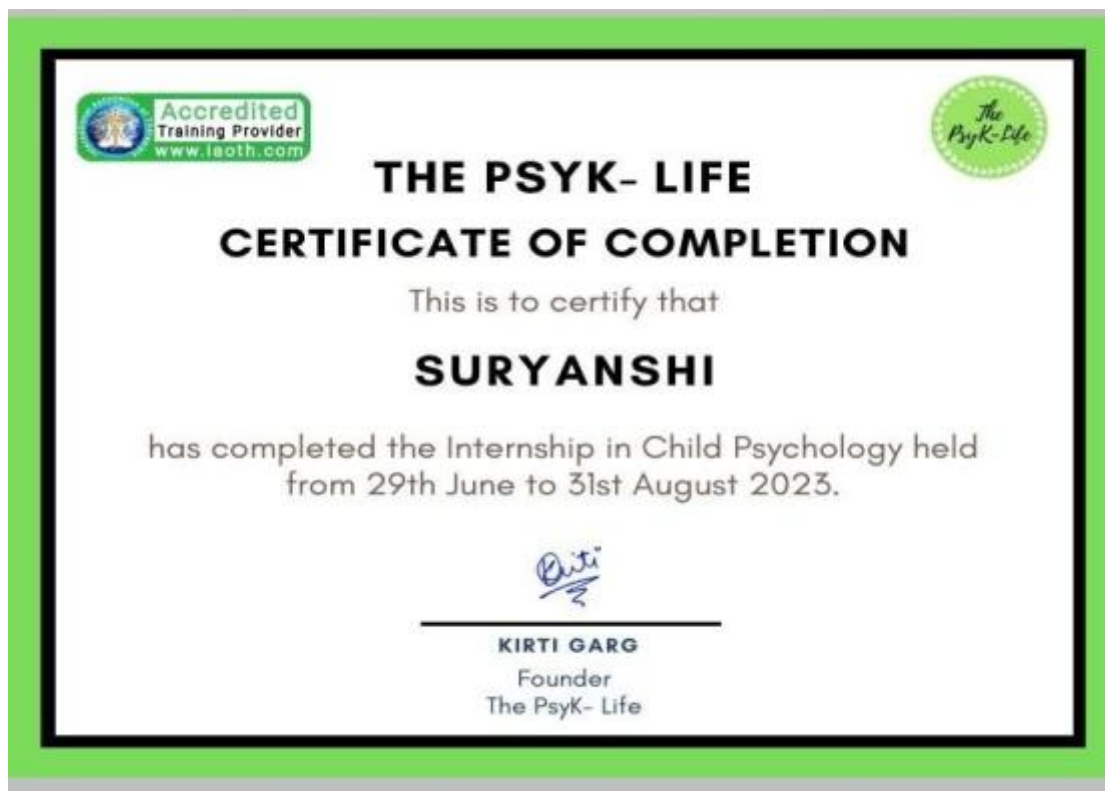 Accredited
Training Provider
www.iaoth.com
The
PsyK-Life
THE PSYK- LIFE
CERTIFICATE OF COMPLETION
This is to certify that
SURYANSHI
has completed the Internship in Child Psychology held
from 29th June to 31st August 2023.
Kirti
KIRTI GARG
Founder
The PsyK- Life